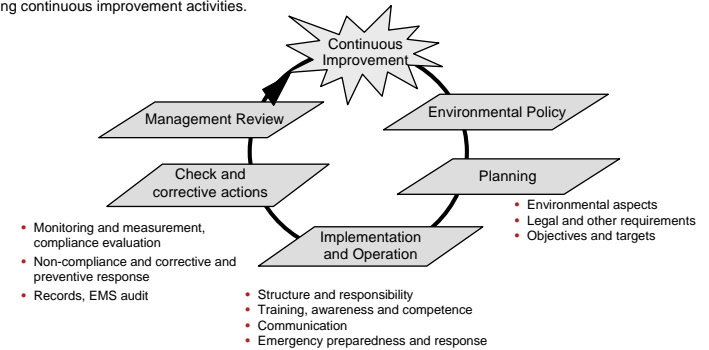 ng continuous improvement activities.
Continuous
Improvement
Environmental Policy
Planning
• Environmental aspects
• Legal and other requirements
• Objectives and targets
Implementation
and Operation
• Structure and responsibility
• Training, awareness and competence
• Communication
• Emergency preparedness and response
Check and
corrective actions
• Monitoring and measurement,
compliance evaluation
• Non-compliance and corrective and
preventive response
• Records, EMS audit
Management Review